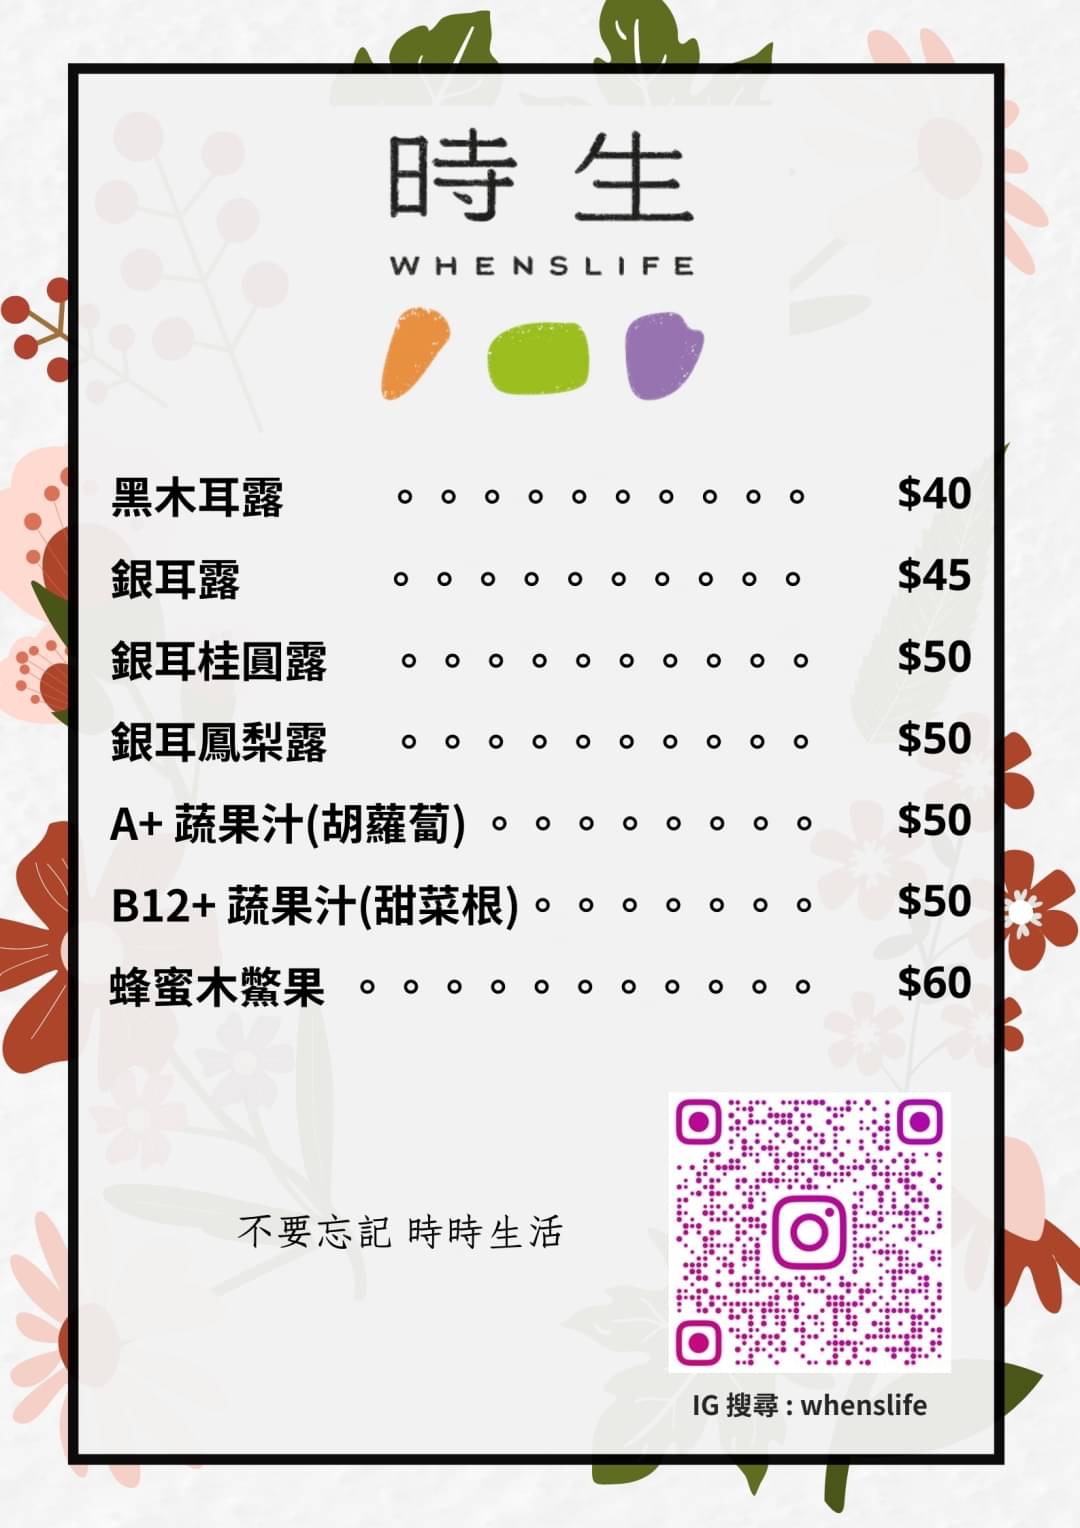 時生
WHENSLIFE
黑木耳露 $40
銀耳露 $45
銀耳桂圓露 $50
銀耳鳳梨露 $50
A+ 蔬果汁(胡蘿蔔) $50
B12+ 蔬果汁(甜菜根) $50
蜂蜜木鱉果 $60
不要忘記 時時生活
IG 搜尋 : whenslife